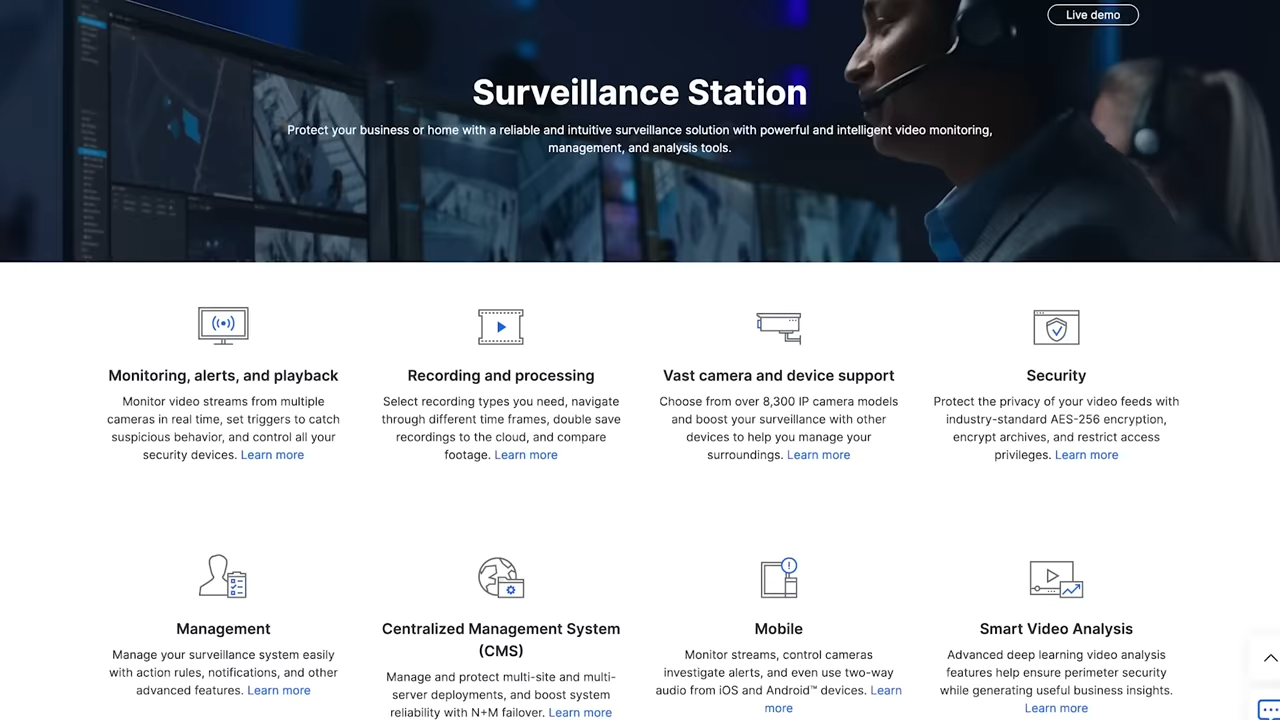 Live demo
Surveillance Station
Protect your business or home with a reliable and intuitive surveillance solution with powerful and intelligent video monitoring,
management, and analysis tools.
Monitoring, alerts, and playback
Monitor video streams from multiple
cameras in real time, set triggers to catch
suspicious behavior, and control all your
security devices. Learn more
Recording and processing
Select recording types you need, navigate
through different time frames, double save
recordings to the cloud, and compare
footage. Learn more
Vast camera and device support
Choose from over 8,300 IP camera models
and boost your surveillance with other
devices to help you manage your
surroundings. Learn more
Security
Protect the privacy of your video feeds with
industry-standard AES-256 encryption,
encrypt archives, and restrict access
privileges. Learn more
Management
Manage your surveillance system easily
with action rules, notifications, and other
advanced features. Learn more
Centralized Management System
(CMS)
Manage and protect multi-site and multi-
server deployments, and boost system
reliability with N+M failover. Learn more
Mobile
Monitor streams, control cameras
investigate alerts, and even use two-way
audio from iOS and Android™ devices. Learn
more
Smart Video Analysis
Advanced deep learning video analysis
features help ensure perimeter security
while generating useful business insights.
Learn more